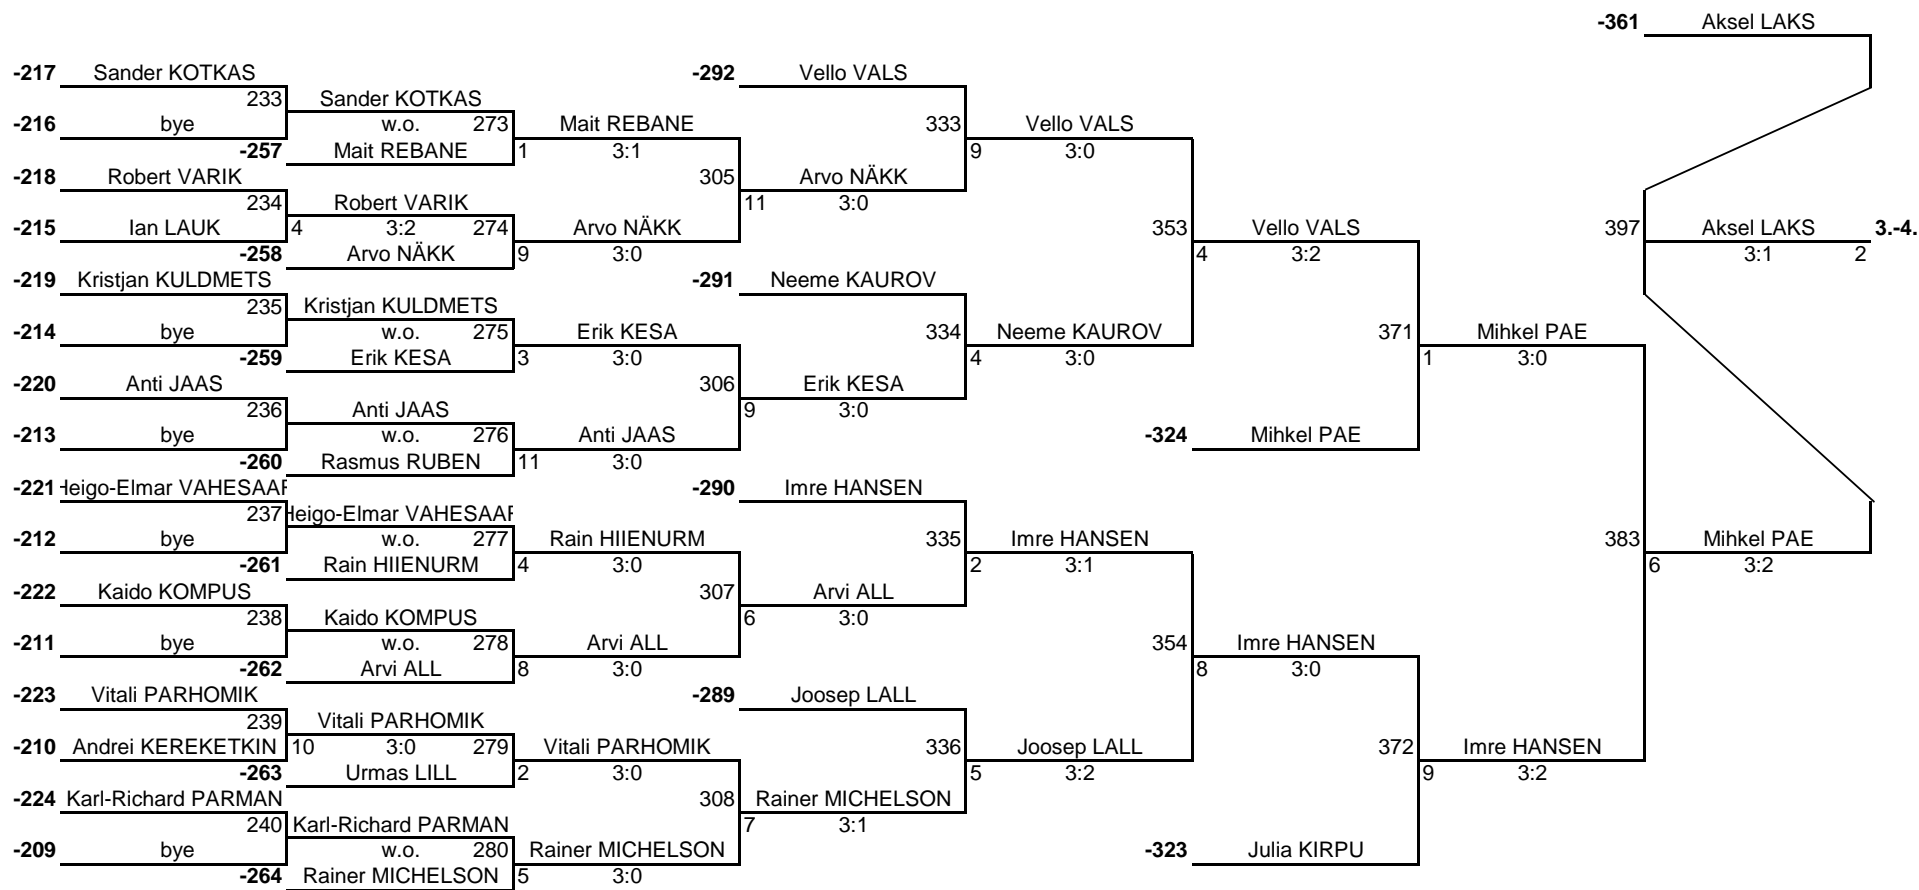 -361 Aksel LAKS
-217 Sander KOTKAS -292 Vello VALS
233 Sander KOTKAS
-216 bye w.o. 273 Mait REBANE 333 Vello VALS
-257 Mait REBANE 1 3:1 9 3:0
-218 Robert VARIK 305 Arvo NÄKK
234 Robert VARIK 11 3:0
-215 Ian LAUK 4 3:2 274 Arvo NÄKK 353 Vello VALS 397 Aksel LAKS 3.-4.
-258 Arvo NÄKK 9 3:0 4 3:2 3:1 2
-219 Kristjan KULDMETS -291 Neeme KAUROV
235 Kristjan KULDMETS
-214 bye w.o. 275 Erik KESA 334 Neeme KAUROV 371 Mihkel PAE
-259 Erik KESA 3 3:0 4 3:0 1 3:0
-220 Anti JAAS 306 Erik KESA
236 Anti JAAS 9 3:0
-213 bye w.o. 276 Anti JAAS -324 Mihkel PAE
-260 Rasmus RUBEN 11 3:0
-221 Heigo-Elmar VAHESAAR -290 Imre HANSEN
237 Heigo-Elmar VAHESAAR
-212 bye w.o. 277 Rain HIIENURM 335 Imre HANSEN 383 Mihkel PAE
-261 Rain HIIENURM 4 3:0 2 3:1 6 3:2
-222 Kaido KOMPUS 307 Arvi ALL
238 Kaido KOMPUS 6 3:0
-211 bye w.o. 278 Arvi ALL 354 Imre HANSEN
-262 Arvi ALL 8 3:0 8 3:0
-223 Vitali PARHOMIK -289 Joosep LALL
239 Vitali PARHOMIK
-210 Andrei KEREKETKIN 10 3:0 279 Vitali PARHOMIK 336 Joosep LALL 372 Imre HANSEN
-263 Urmas LILL 2 3:0 5 3:2 9 3:2
-224 Karl-Richard PARMAN 308 Rainer MICHELSON
240 Karl-Richard PARMAN 7 3:1
-209 bye w.o. 280 Rainer MICHELSON -323 Julia KIRPU
-264 Rainer MICHELSON 5 3:0